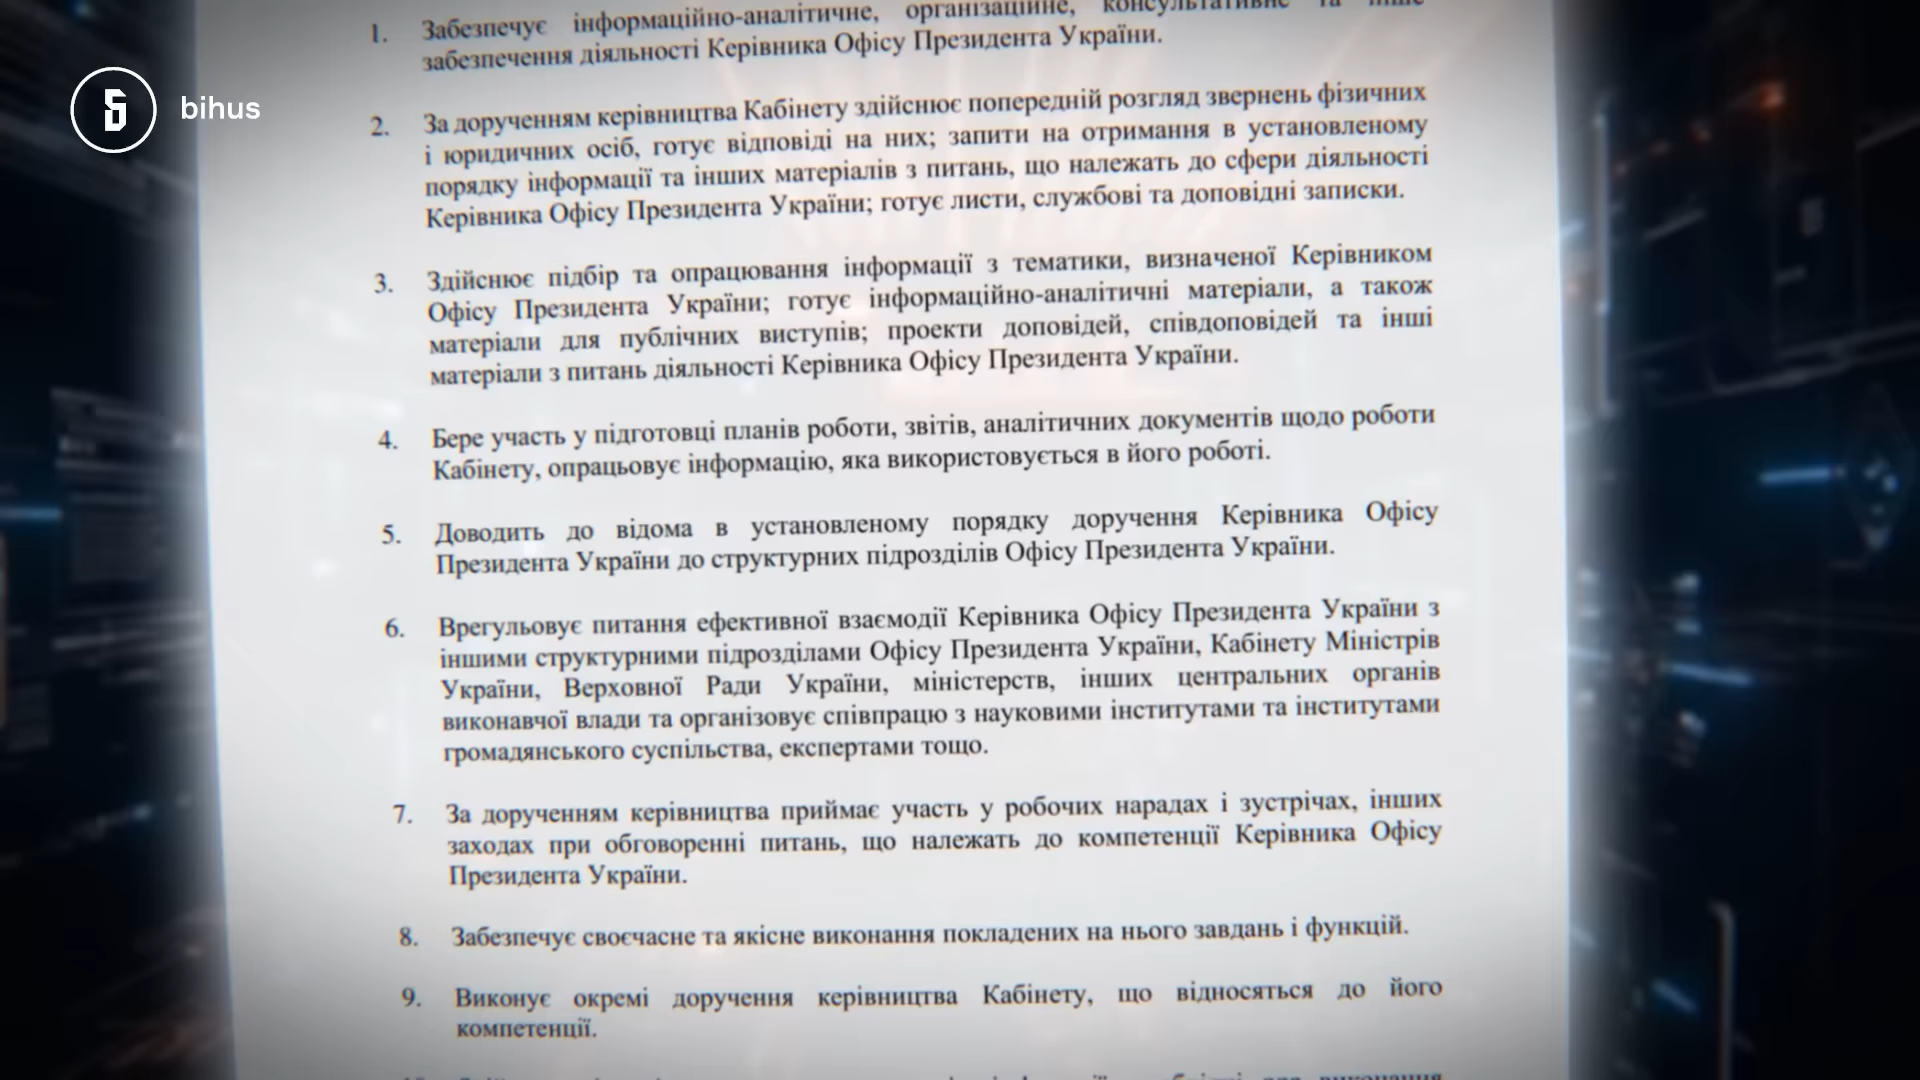 bihus
1. Забезпечує інформаційно-аналітичне, організаційне, консультативне та інше
забезпечення діяльності Керівника Офісу Президента України.
2. За дорученням керівництва Кабінету здійснює попередній розгляд звернень фізичних
і юридичних осіб, готує відповіді на них; запити на отримання в установленому
порядку інформації та інших матеріалів з питань, що належать до сфери діяльності
Керівника Офісу Президента України; готує листи, службові та доповідні записки.
3. Здійснює підбір та опрацювання інформації з тематики, визначеної Керівником
Офісу Президента України; готує інформаційно-аналітичні матеріали, а також
матеріали для публічних виступів; проекти доповідей, співдоповідей та інші
матеріали з питань діяльності Керівника Офісу Президента України.
4. Бере участь у підготовці планів роботи, звітів, аналітичних документів щодо роботи
Кабінету, опрацьовує інформацію, яка використовується в його роботі.
5. Доводить до відома в установленому порядку доручення Керівника Офісу
Президента України до структурних підрозділів Офісу Президента України.
6. Врегульовує питання ефективної взаємодії Керівника Офісу Президента України з
іншими структурними підрозділами Офісу Президента України, Кабінету Міністрів
України, Верховної Ради України, міністерств, інших центральних органів
виконавчої влади та організовує співпрацю з науковими інститутами та інститутами
громадянського суспільства, експертами тощо.
7. За дорученням керівництва приймає участь у робочих нарадах і зустрічах, інших
заходах при обговоренні питань, що належать до компетенції Керівника Офісу
Президента України.
8. Забезпечує своєчасне та якісне виконання покладених на нього завдань і функцій.
9. Виконує окремі доручення керівництва Кабінету, що відносяться до його
компетенції.